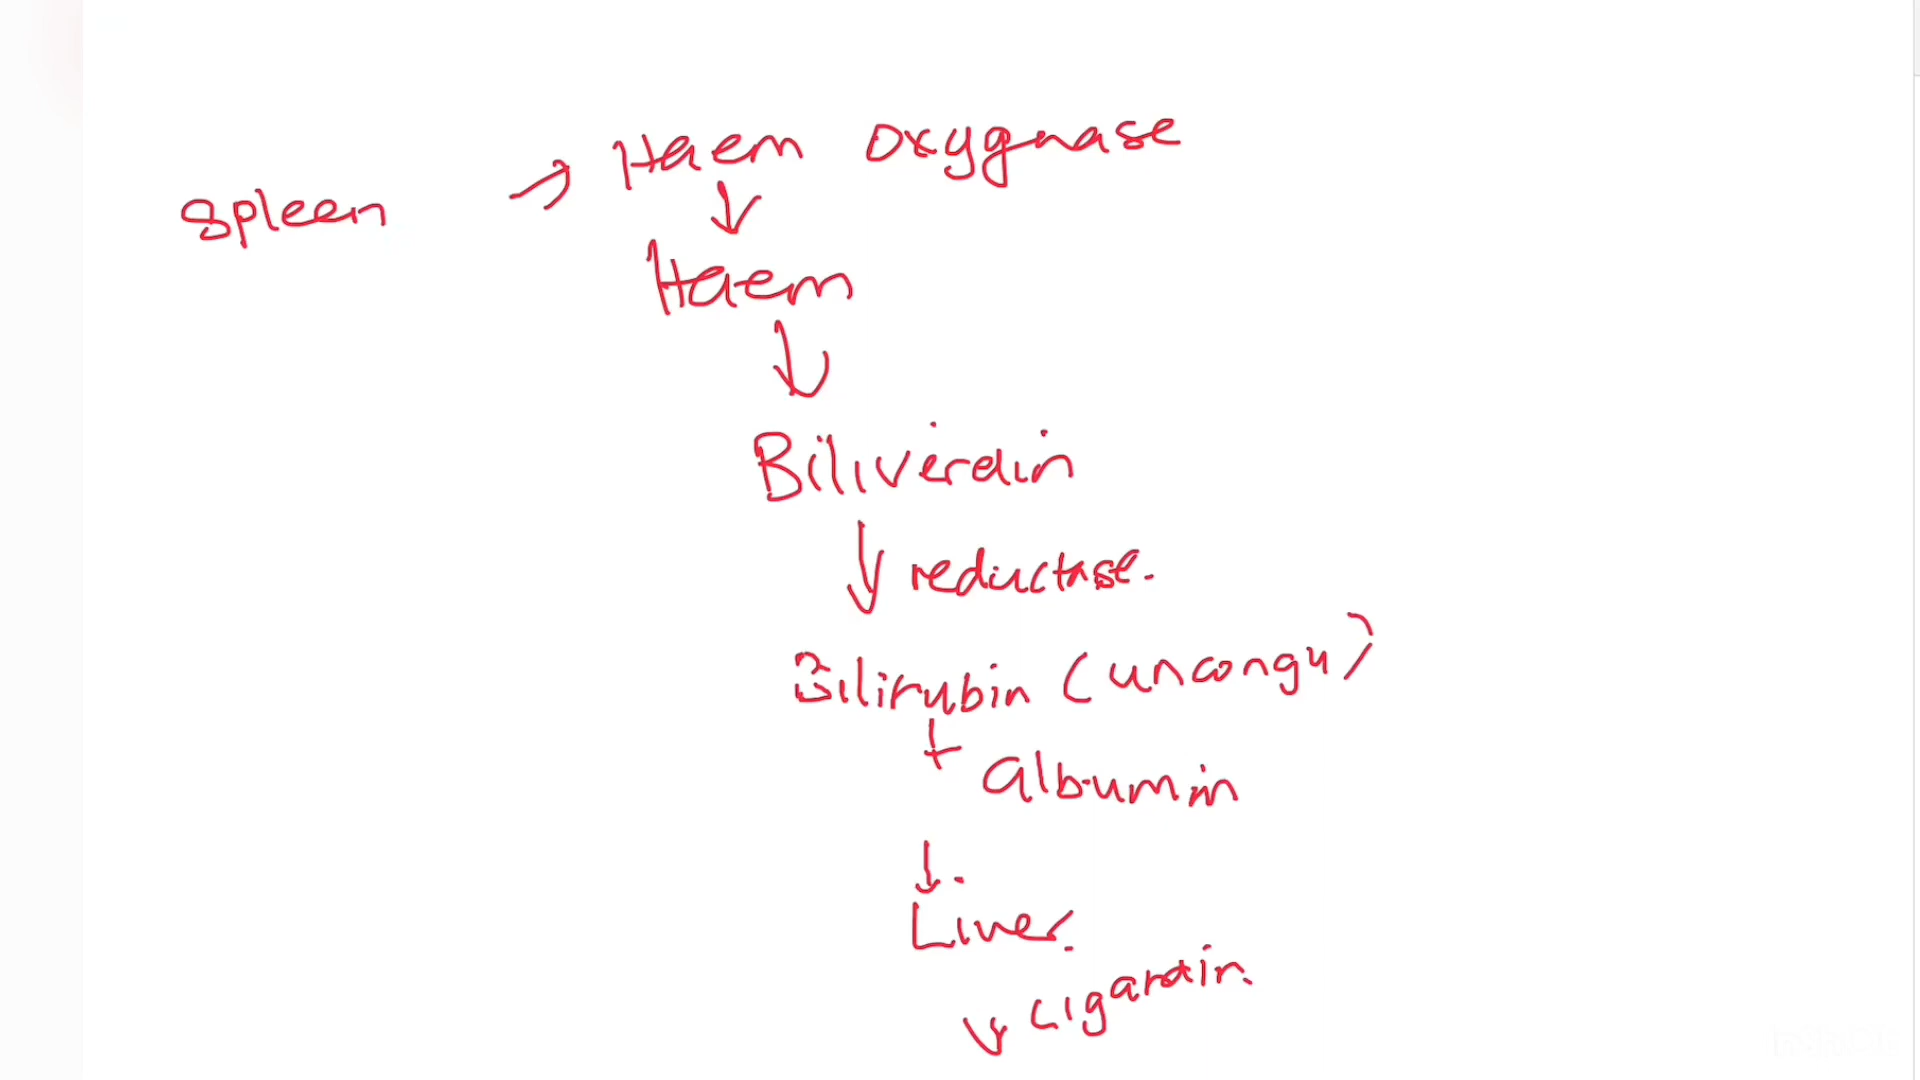 Spleen → Haem oxygnase
↓
Haem
↓
Biliverdin
↓ reductase.
Bilirubin (uncongu)
+ albumin
↓
Liver.
↓ Ligandin.